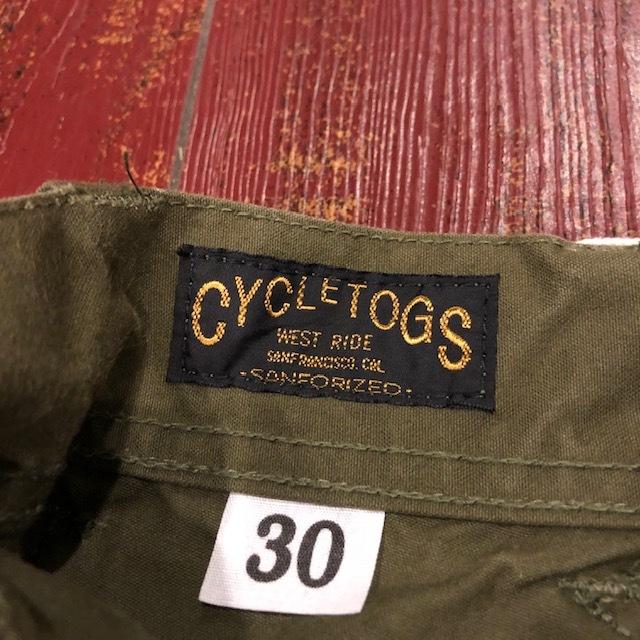 CYCLETOGS
WEST RIDE
SANFRANCISCO.CAL
-SANFORIZED-
30